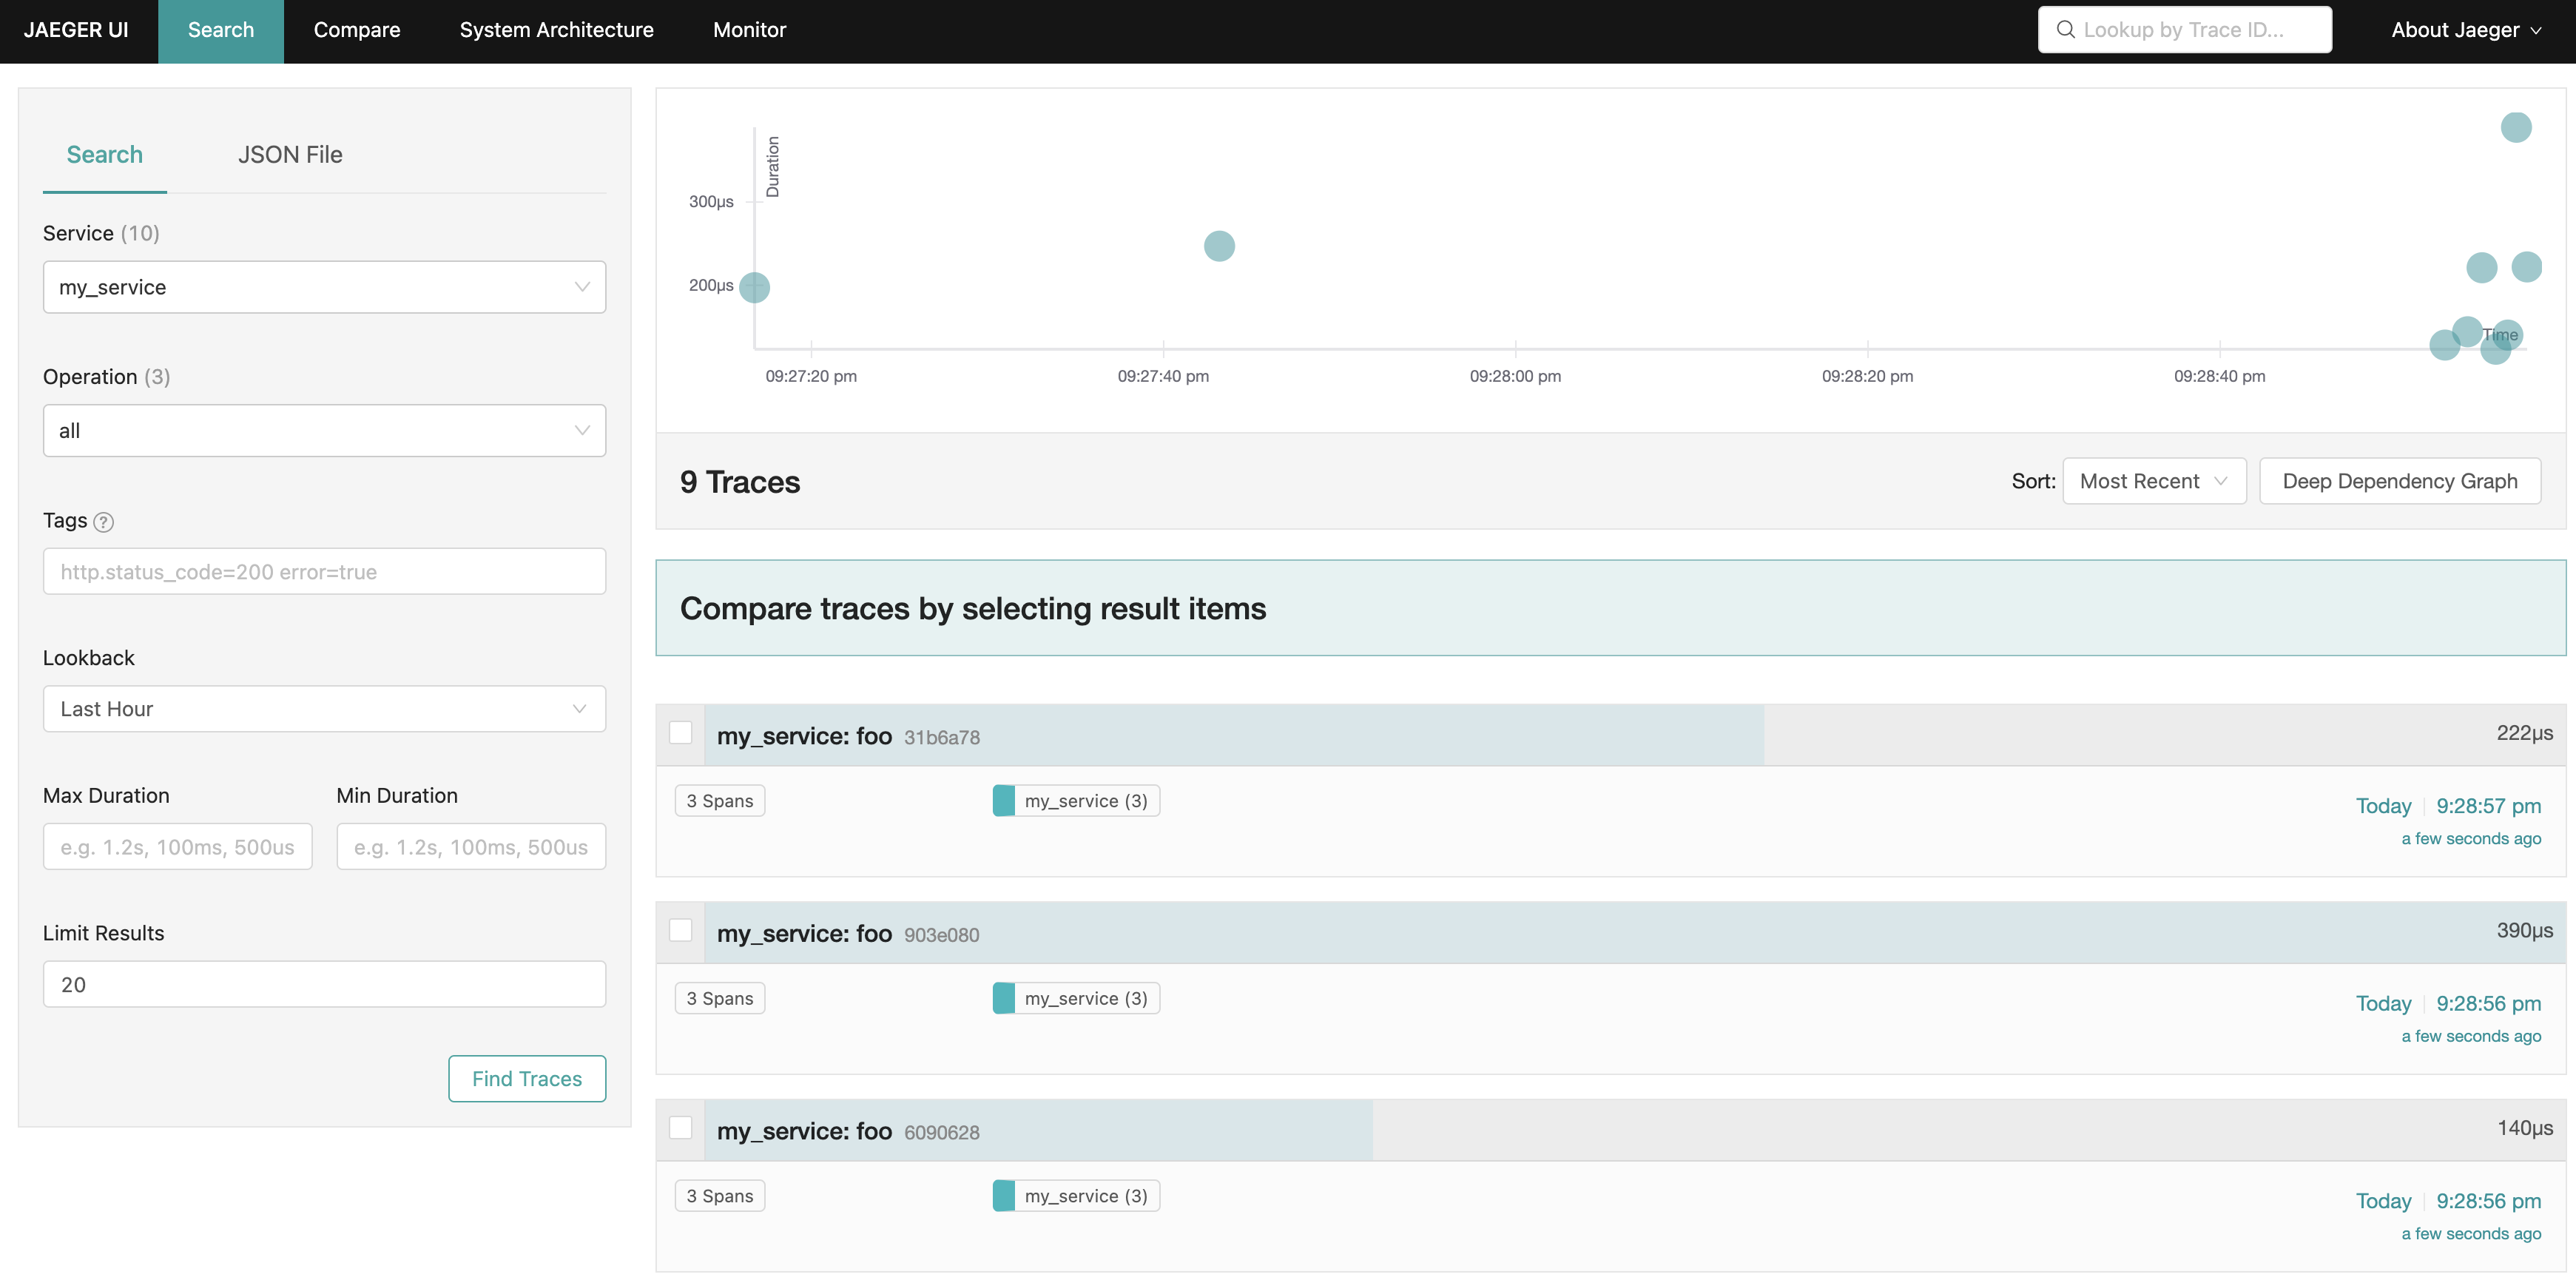 JAEGER UI Search Compare System Architecture Monitor Lookup by Trace ID... About Jaeger
Search JSON File
Service (10)
my_service
Operation (3)
all
Tags ?
http.status_code=200 error=true
Lookback
Last Hour
Max Duration Min Duration
e.g. 1.2s, 100ms, 500us e.g. 1.2s, 100ms, 500us
Limit Results
20
Find Traces
Duration
300μs
200μs
Time
09:27:20 pm 09:27:40 pm 09:28:00 pm 09:28:20 pm 09:28:40 pm
9 Traces Sort: Most Recent Deep Dependency Graph
Compare traces by selecting result items
my_service: foo 31b6a78 222μs
3 Spans my_service (3) Today 9:28:57 pm
a few seconds ago
my_service: foo 903e080 390μs
3 Spans my_service (3) Today 9:28:56 pm
a few seconds ago
my_service: foo 6090628 140μs
3 Spans my_service (3) Today 9:28:56 pm
a few seconds ago